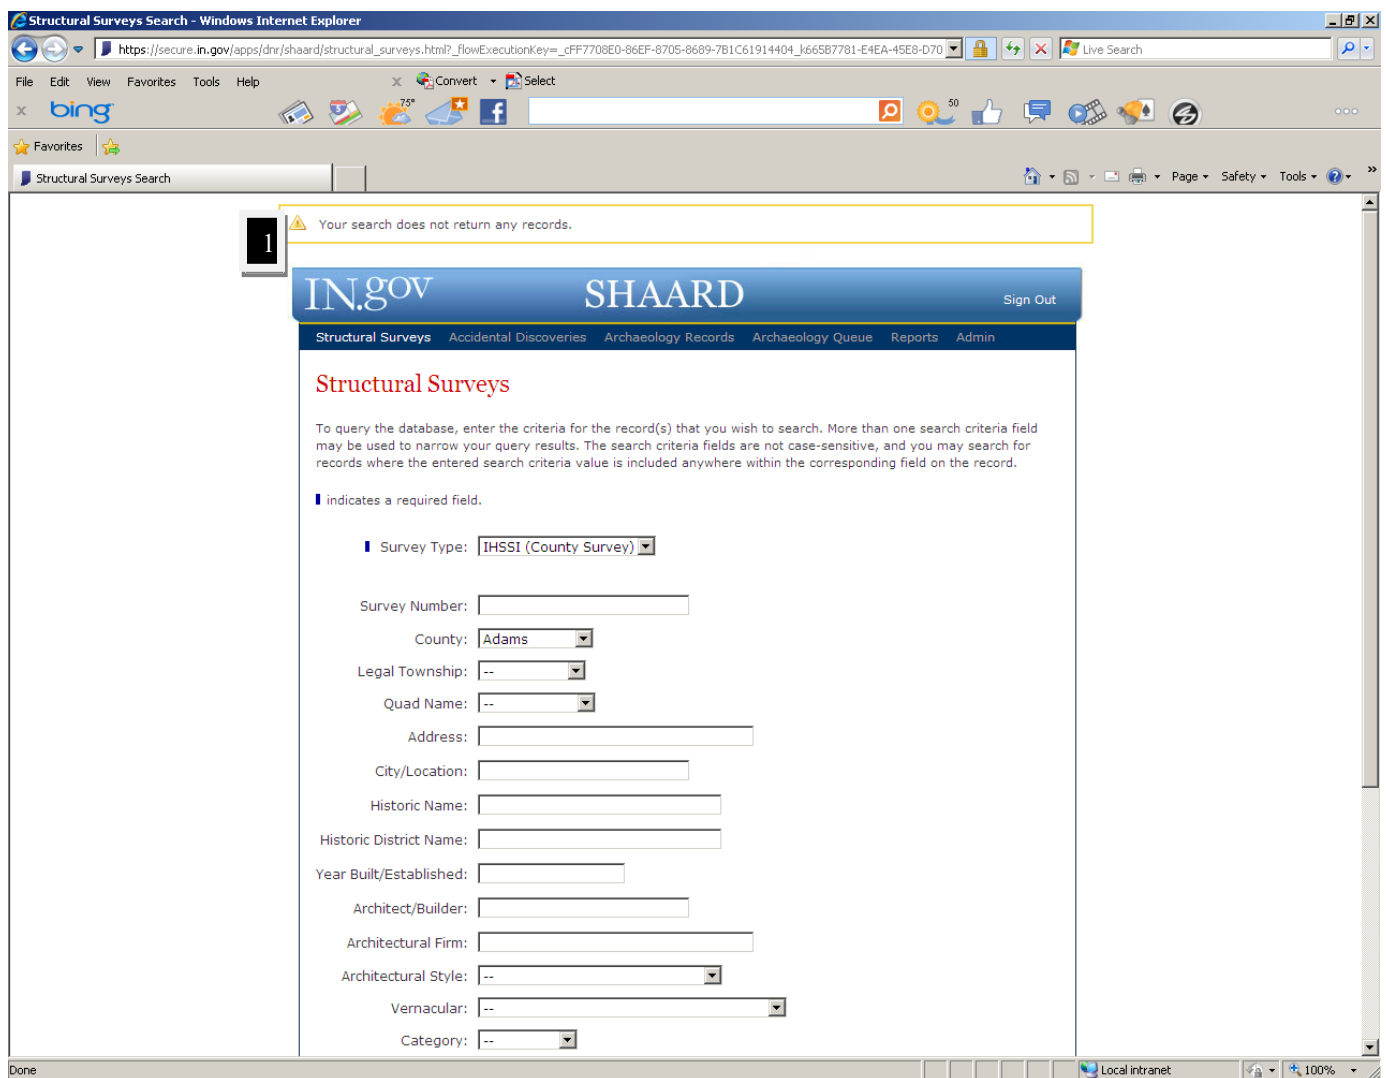 Structural Surveys Search - Windows Internet Explorer
https://secure.in.gov/apps/dnr/shaard/structural_surveys.html?_flowExecutionKey=_cFF7708E0-86EF-8705-8689-7B1C61914404_k665B7781-E4EA-45E8-D70
Live Search
File Edit View Favorites Tools Help
x Convert Select
x bing 75° 50
Favorites
Structural Surveys Search
Page Safety Tools
Your search does not return any records.
1
IN.gov SHAARD Sign Out
Structural Surveys Accidental Discoveries Archaeology Records Archaeology Queue Reports Admin
Structural Surveys
To query the database, enter the criteria for the record(s) that you wish to search. More than one search criteria field
may be used to narrow your query results. The search criteria fields are not case-sensitive, and you may search for
records where the entered search criteria value is included anywhere within the corresponding field on the record.
indicates a required field.
Survey Type: IHSSI (County Survey)
Survey Number:
County: Adams
Legal Township: --
Quad Name: --
Address:
City/Location:
Historic Name:
Historic District Name:
Year Built/Established:
Architect/Builder:
Architectural Firm:
Architectural Style: --
Vernacular: --
Category: --
Done Local intranet 100%